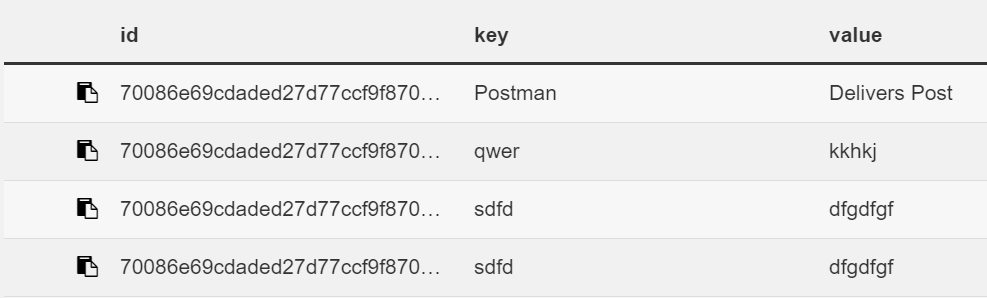 id key value
70086e69cdaded27d77ccf9f870… Postman Delivers Post
70086e69cdaded27d77ccf9f870… qwer kkhkj
70086e69cdaded27d77ccf9f870… sdfd dfgdfgf
70086e69cdaded27d77ccf9f870… sdfd dfgdfgf